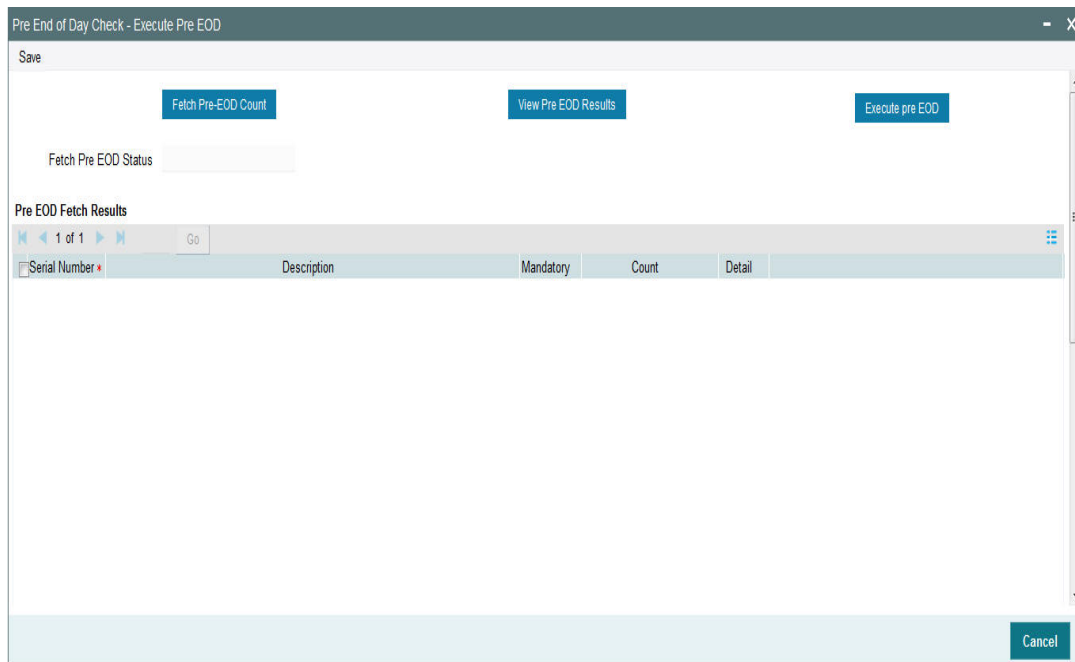 Pre End of Day Check - Execute Pre EOD
Save
Fetch Pre-EOD Count View Pre EOD Results Execute pre EOD
Fetch Pre EOD Status
Pre EOD Fetch Results
1 of 1 Go
Serial Number * Description Mandatory Count Detail
Cancel